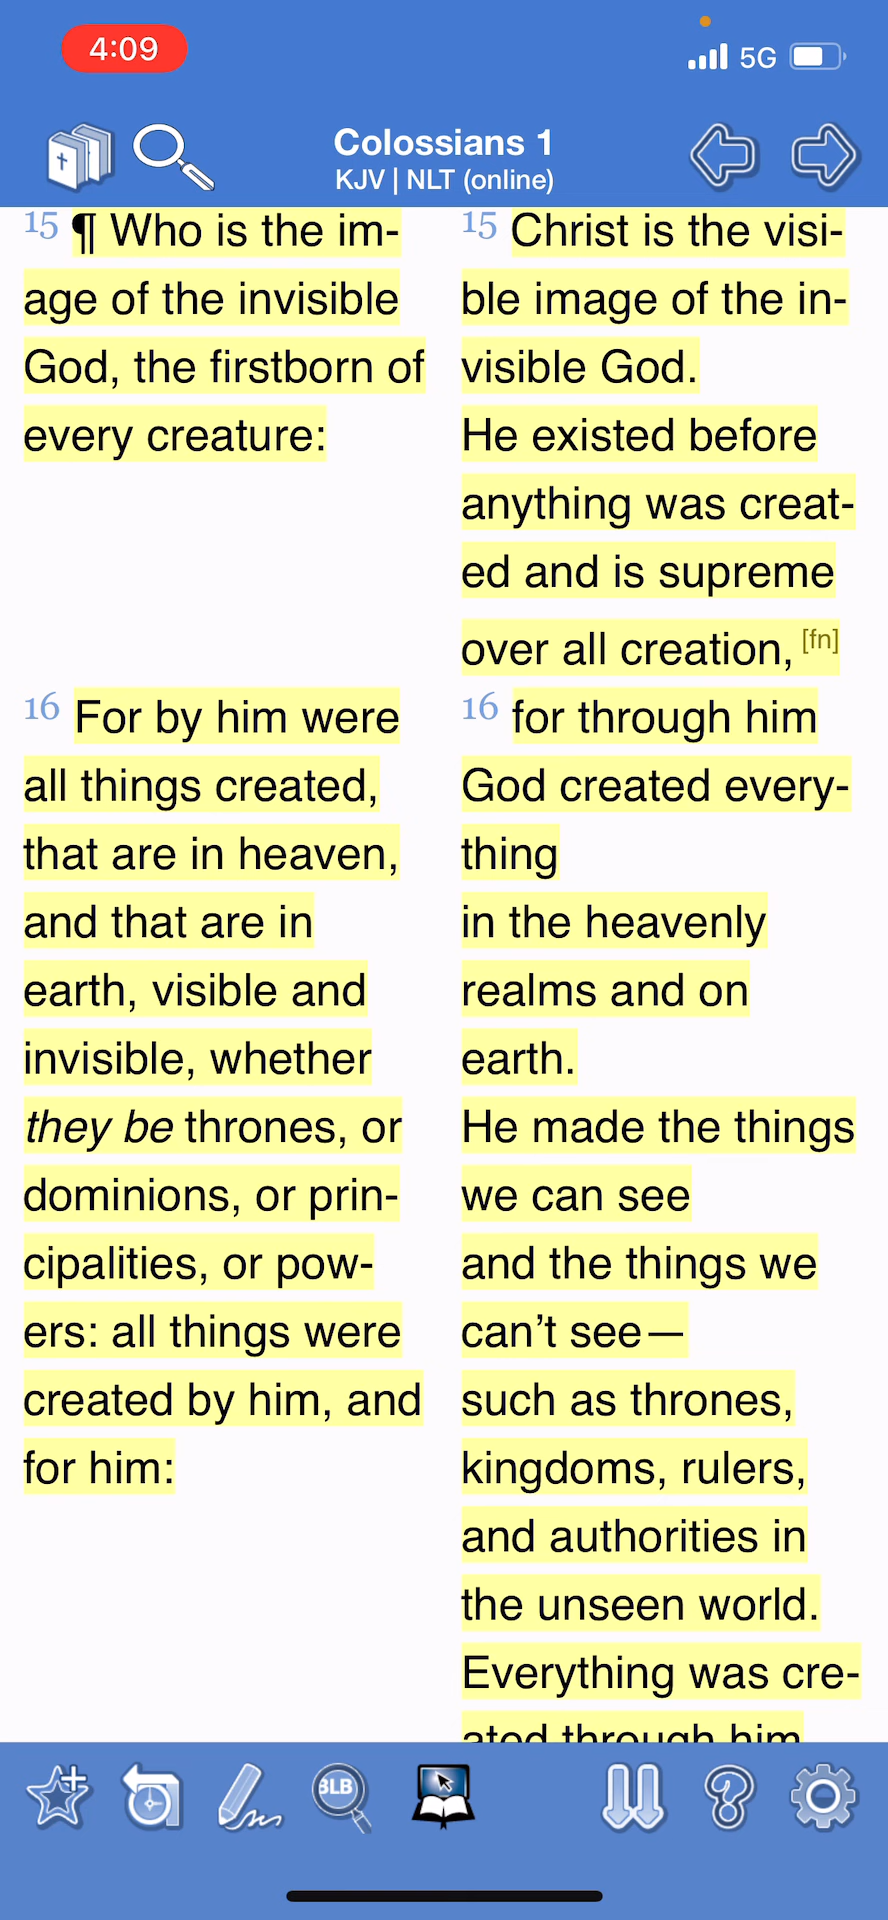 4:09
5G
Colossians 1
KJV | NLT (online)
15 ¶ Who is the im-
age of the invisible
God, the firstborn of
every creature:
16 For by him were
all things created,
that are in heaven,
and that are in
earth, visible and
invisible, whether
they be thrones, or
dominions, or prin-
cipalities, or pow-
ers: all things were
created by him, and
for him:
15 Christ is the visi-
ble image of the in-
visible God.
He existed before
anything was creat-
ed and is supreme
over all creation, [fn]
16 for through him
God created every-
thing
in the heavenly
realms and on
earth.
He made the things
we can see
and the things we
can’t see—
such as thrones,
kingdoms, rulers,
and authorities in
the unseen world.
Everything was cre-
ated through him
BLB